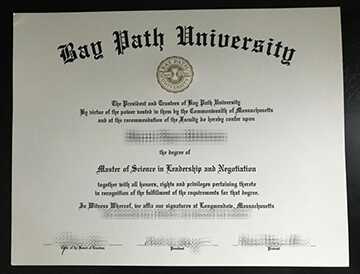 Bay Path University
The President and Trustees of Bay Path University
By virtue of the power vested in them by the Commonwealth of Massachusetts
and at the recommendation of the Faculty do hereby confer upon
the degree of
Master of Science in Leadership and Negotiation
together with all honors, rights and privileges pertaining thereto
in recognition of the fulfillment of the requirements for that degree.
In Witness Whereof, we affix our signatures at Longmeadow, Massachusetts
President
Provost